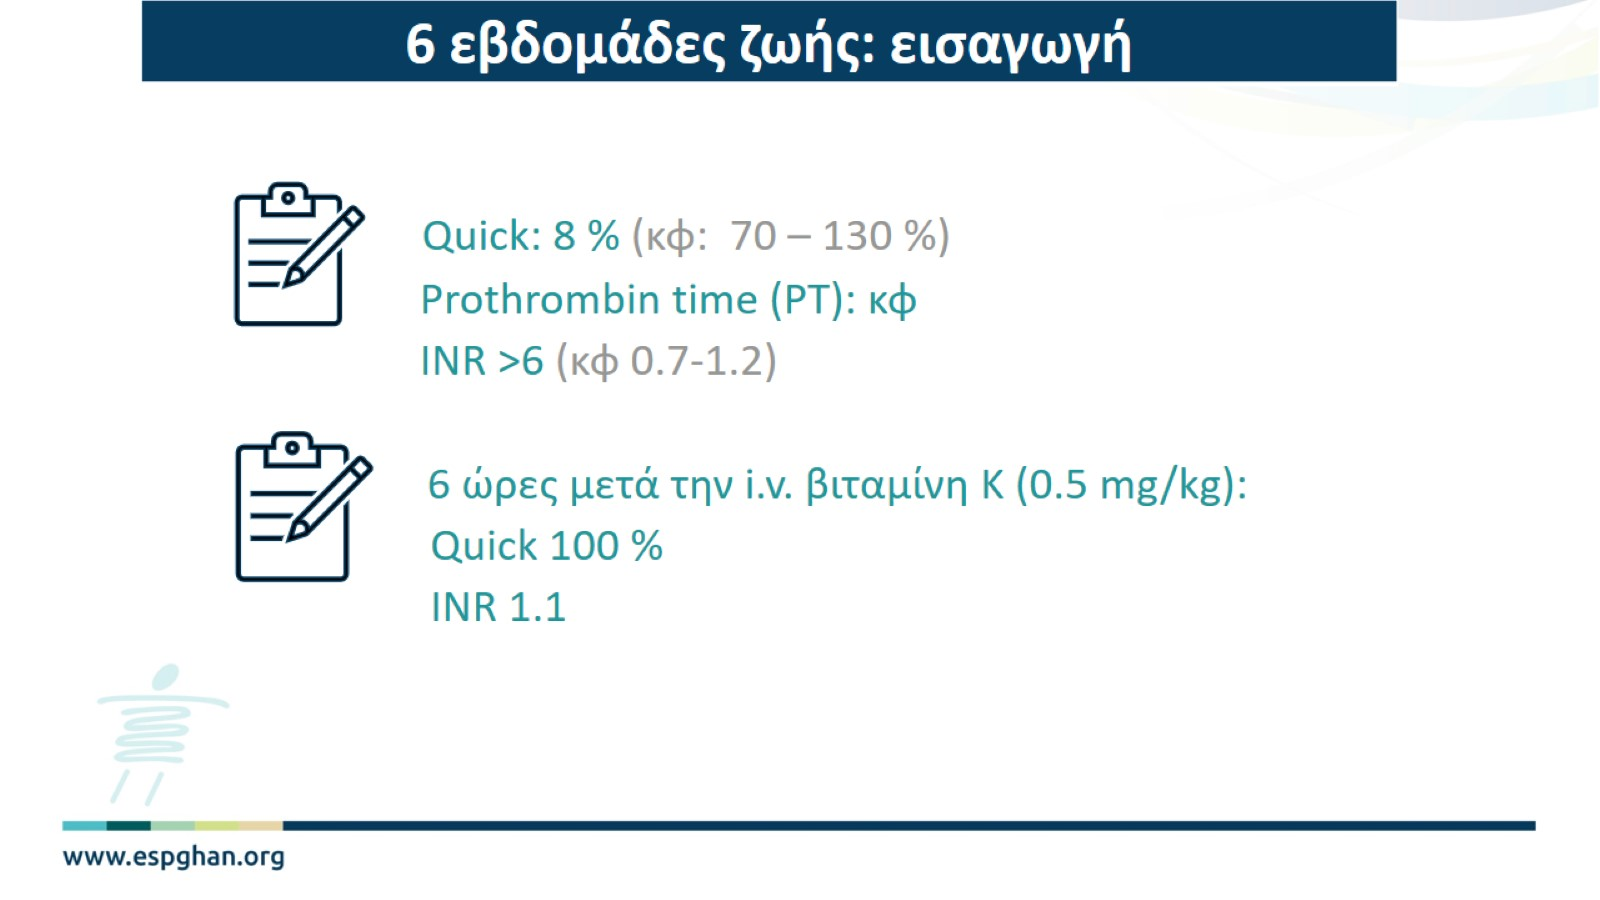 6 εβδομάδες ζωής: εισαγωγή
Quick: 8 % (κφ: 70 – 130 %)
Prothrombin time (PT): κφ
INR >6 (κφ 0.7-1.2)
6 ώρες μετά την i.v. βιταμίνη Κ (0.5 mg/kg):
Quick 100 %
INR 1.1
www.espghan.org